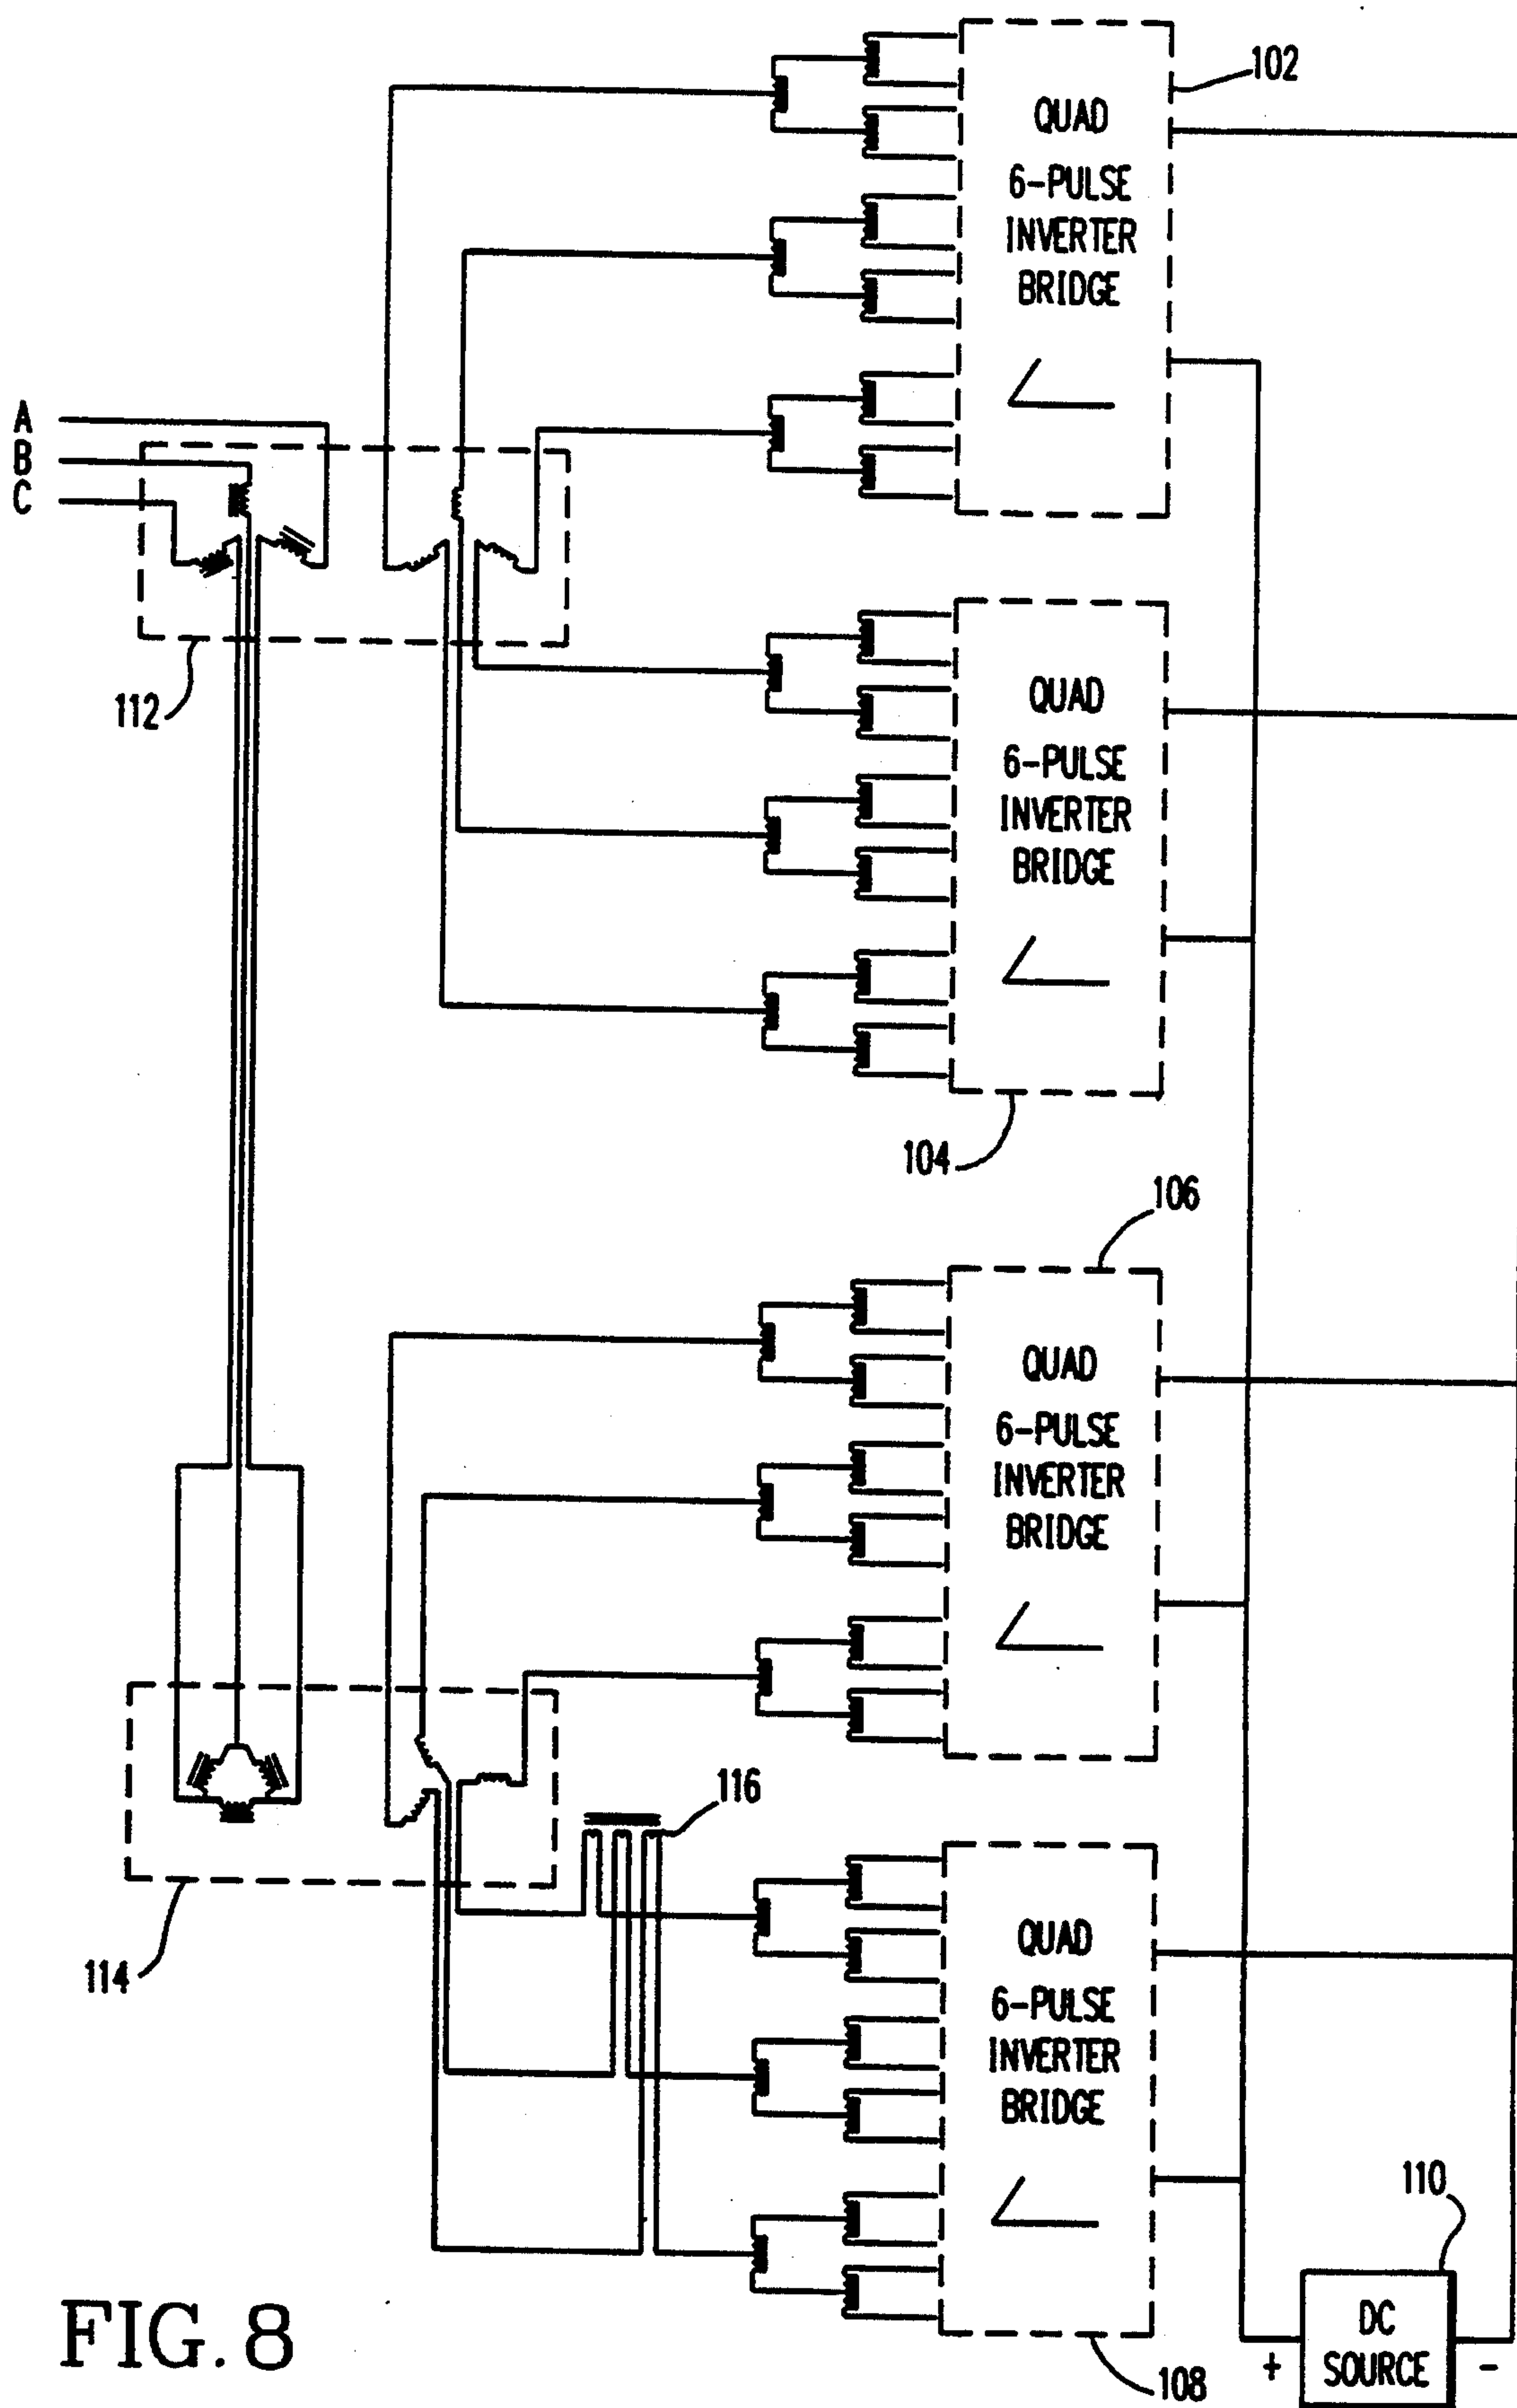 102
QUAD
6-PULSE
INVERTER
BRIDGE
A
B
C
112
QUAD
6-PULSE
INVERTER
BRIDGE
104
106
QUAD
6-PULSE
INVERTER
BRIDGE
116
114
QUAD
6-PULSE
INVERTER
BRIDGE
110
DC
SOURCE
+
-
108
FIG. 8